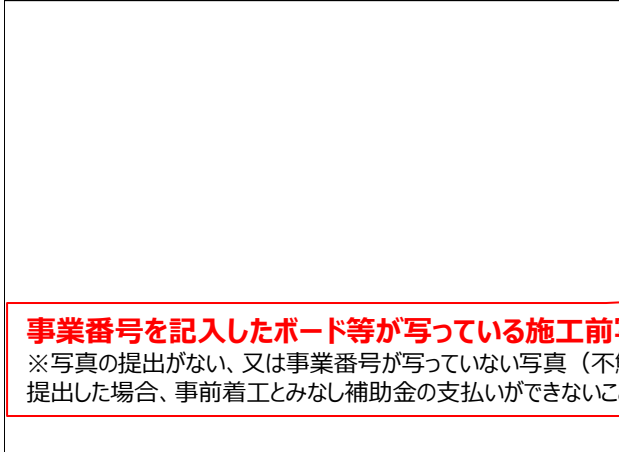 事業番号を記入したボード等が写っている施工前
※写真の提出がない、又は事業番号が写っていない写真（不
提出した場合、事前着工とみなし補助金の支払いができないこ